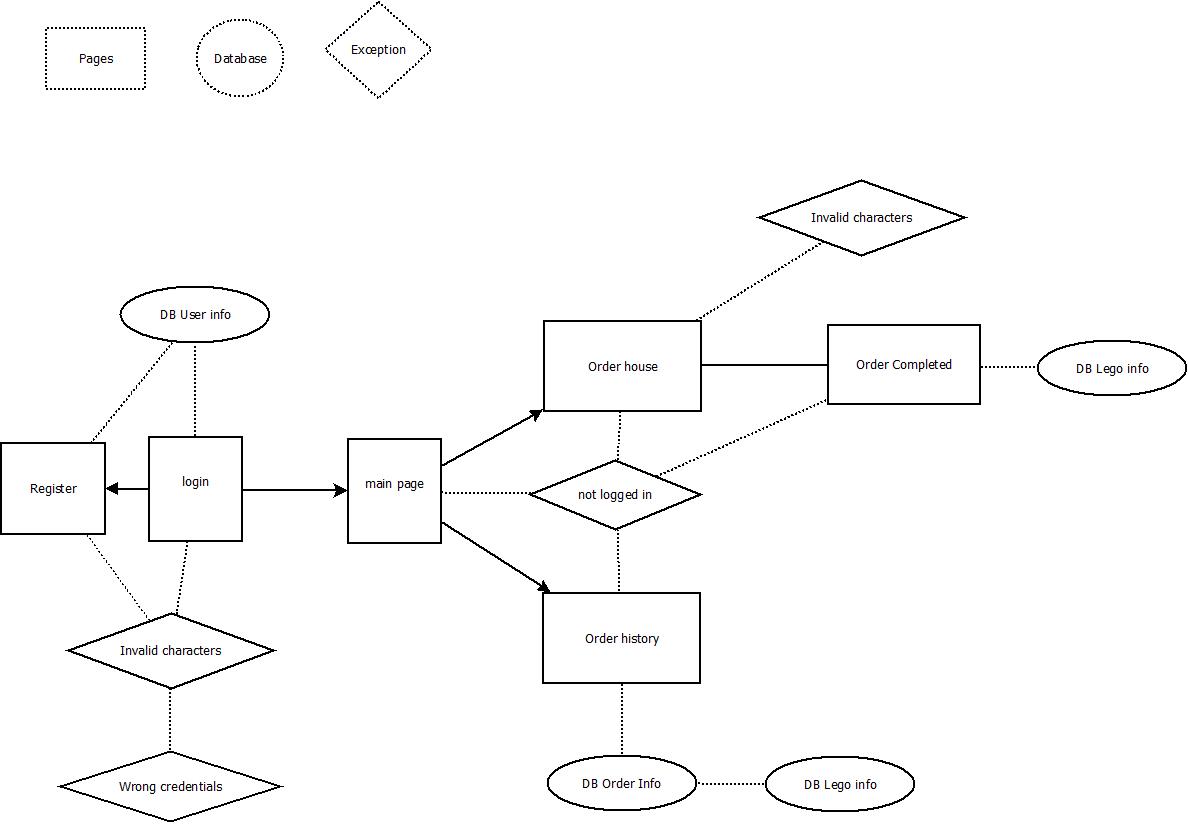 Pages
Database
Exception
Invalid characters
DB User info
Order house
Order Completed
DB Lego info
Register
login
main page
not logged in
Invalid characters
Order history
Wrong credentials
DB Order Info
DB Lego info